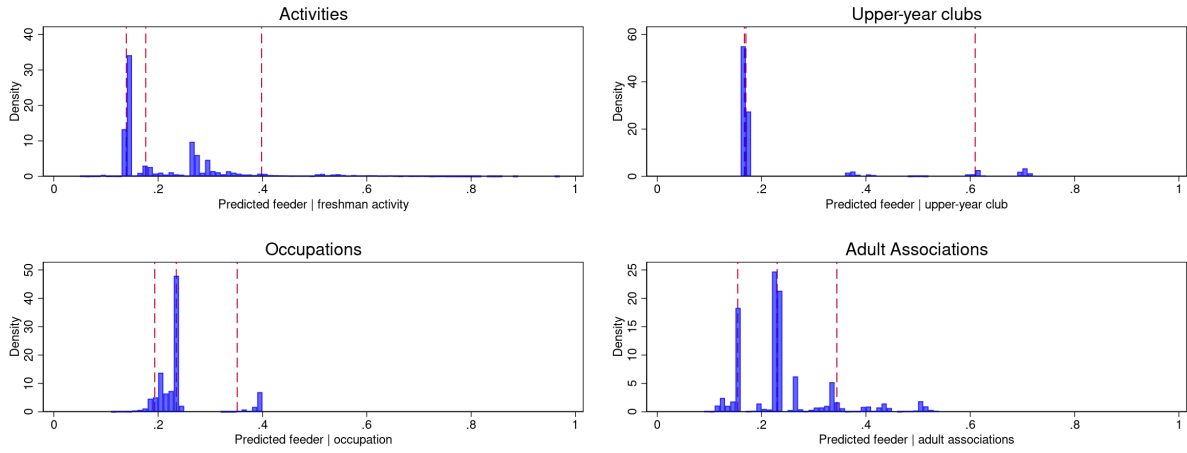 Activities
Density
0
10
20
30
40
0 .2 .4 .6 .8 1
Predicted feeder | freshman activity
Upper-year clubs
Density
0
20
40
60
0 .2 .4 .6 .8 1
Predicted feeder | upper-year club
Occupations
Density
0
10
20
30
40
50
0 .2 .4 .6 .8 1
Predicted feeder | occupation
Adult Associations
Density
0
5
10
15
20
25
0 .2 .4 .6 .8 1
Predicted feeder | adult associations